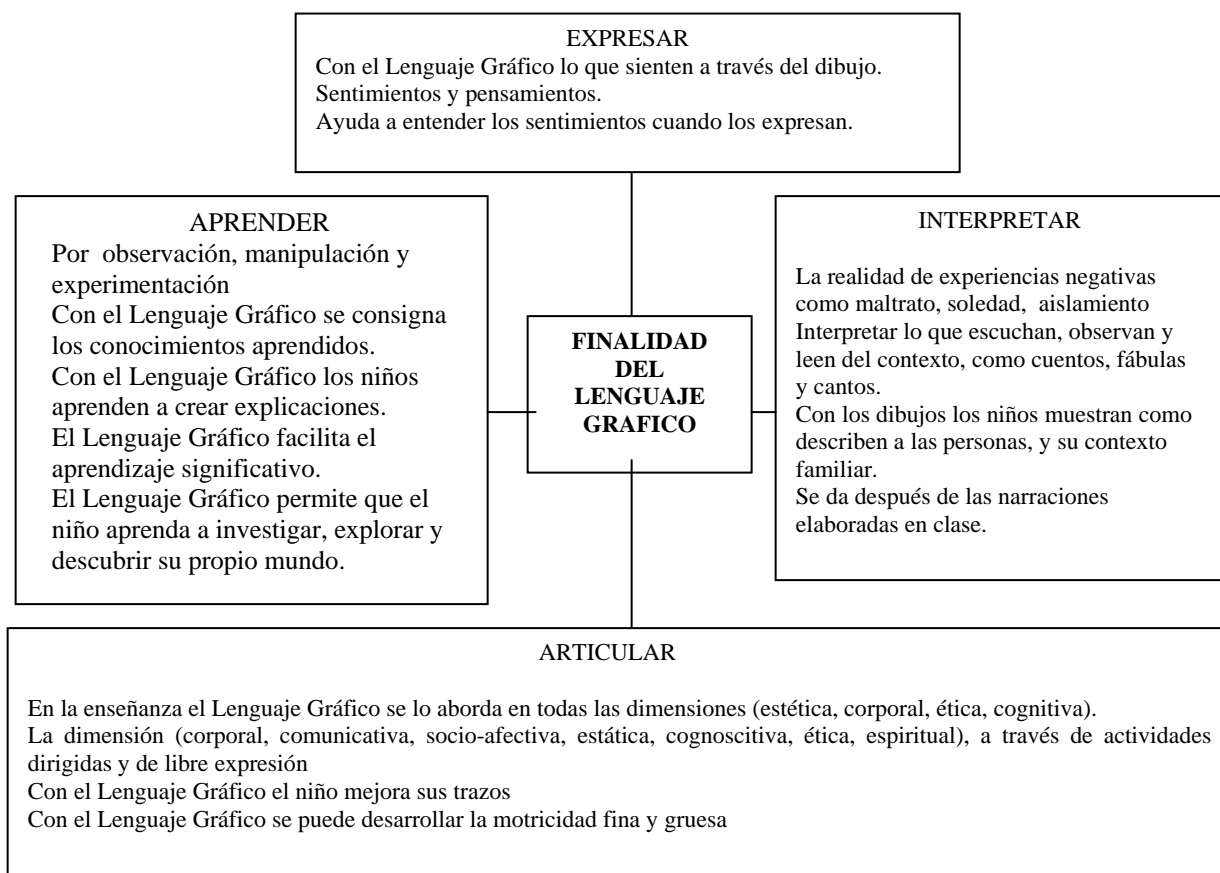 EXPRESAR
Con el Lenguaje Gráfico lo que sienten a través del dibujo.
Sentimientos y pensamientos.
Ayuda a entender los sentimientos cuando los expresan.
APRENDER
Por observación, manipulación y
experimentación
Con el Lenguaje Gráfico se consigna
los conocimientos aprendidos.
Con el Lenguaje Gráfico los niños
aprenden a crear explicaciones.
El Lenguaje Gráfico facilita el
aprendizaje significativo.
El Lenguaje Gráfico permite que el
niño aprenda a investigar, explorar y
descubrir su propio mundo.
FINALIDAD
DEL
LENGUAJE
GRAFICO
INTERPRETAR
La realidad de experiencias negativas
como maltrato, soledad, aislamiento
Interpretar lo que escuchan, observan y
leen del contexto, como cuentos, fábulas
y cantos.
Con los dibujos los niños muestran como
describen a las personas, y su contexto
familiar.
Se da después de las narraciones
elaboradas en clase.
ARTICULAR
En la enseñanza el Lenguaje Gráfico se lo aborda en todas las dimensiones (estética, corporal, ética, cognitiva).
La dimensión (corporal, comunicativa, socio-afectiva, estática, cognoscitiva, ética, espiritual), a través de actividades
dirigidas y de libre expresión
Con el Lenguaje Gráfico el niño mejora sus trazos
Con el Lenguaje Gráfico se puede desarrollar la motricidad fina y gruesa